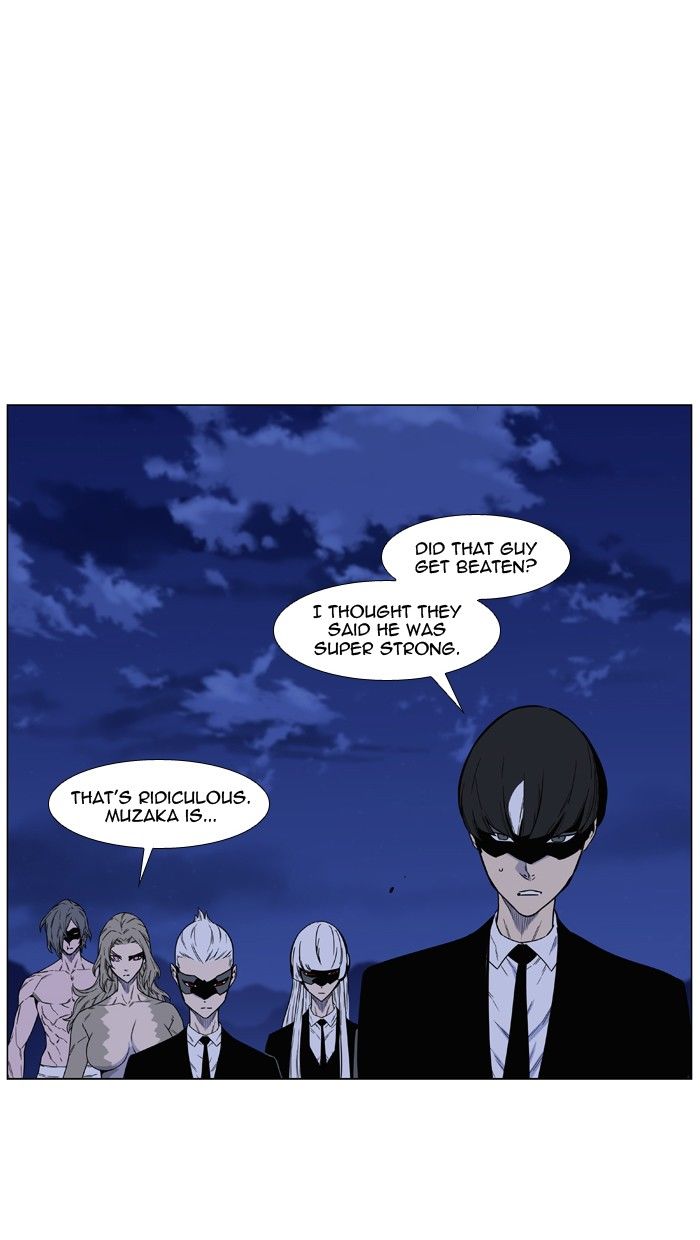 DID THAT GUY
GET BEATEN?
I THOUGHT THEY
SAID HE WAS
SUPER STRONG.
THAT'S RIDICULOUS.
MUZAKA IS...